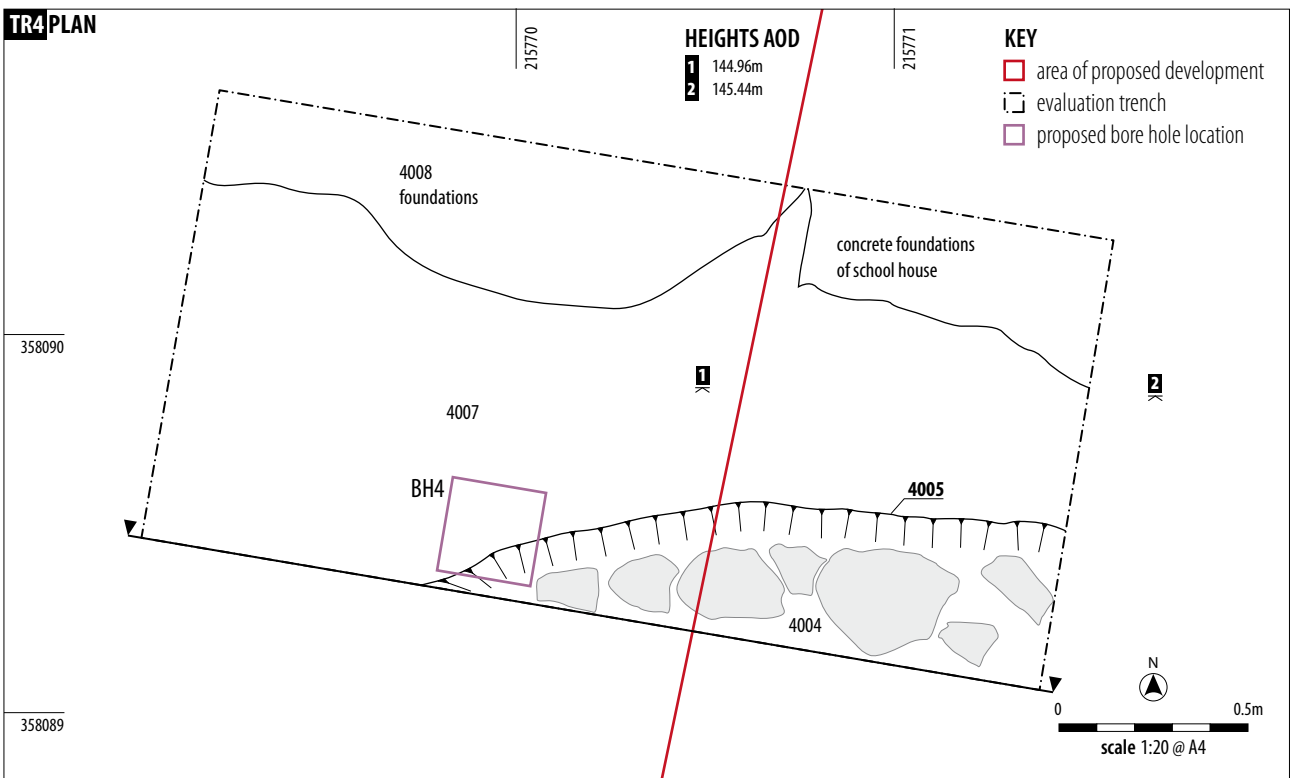 TR4 PLAN
215770
HEIGHTS AOD
1 144.96m
2 145.44m
215771
KEY
area of proposed development
evaluation trench
proposed bore hole location
4008
foundations
concrete foundations
of school house
358090
1
2
4007
BH4
4005
4004
N
358089
0 0.5m
scale 1:20 @ A4